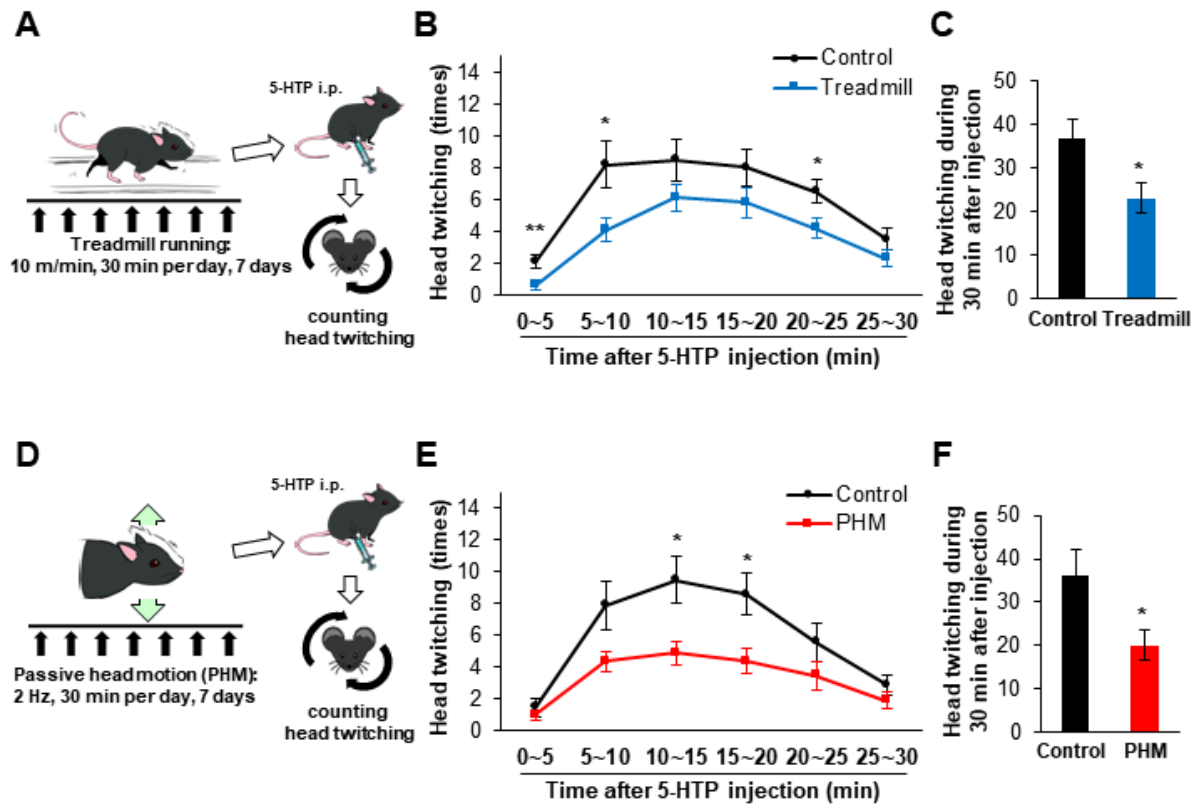 A
5-HTP i.p.
Treadmill running:
10 m/min, 30 min per day, 7 days
counting
head twitching
B
Head twitching (times)
14
12
10
8
6
4
2
0
Control
Treadmill
**
*
*
0~5 5~10 10~15 15~20 20~25 25~30
Time after 5-HTP injection (min)
C
Head twitching during
30 min after injection
50
40
30
20
10
0
*
Control Treadmill
D
5-HTP i.p.
Passive head motion (PHM):
2 Hz, 30 min per day, 7 days
counting
head twitching
E
Head twitching (times)
14
12
10
8
6
4
2
0
Control
PHM
*
*
0~5 5~10 10~15 15~20 20~25 25~30
Time after 5-HTP injection (min)
F
Head twitching during
30 min after injection
50
40
30
20
10
0
*
Control PHM